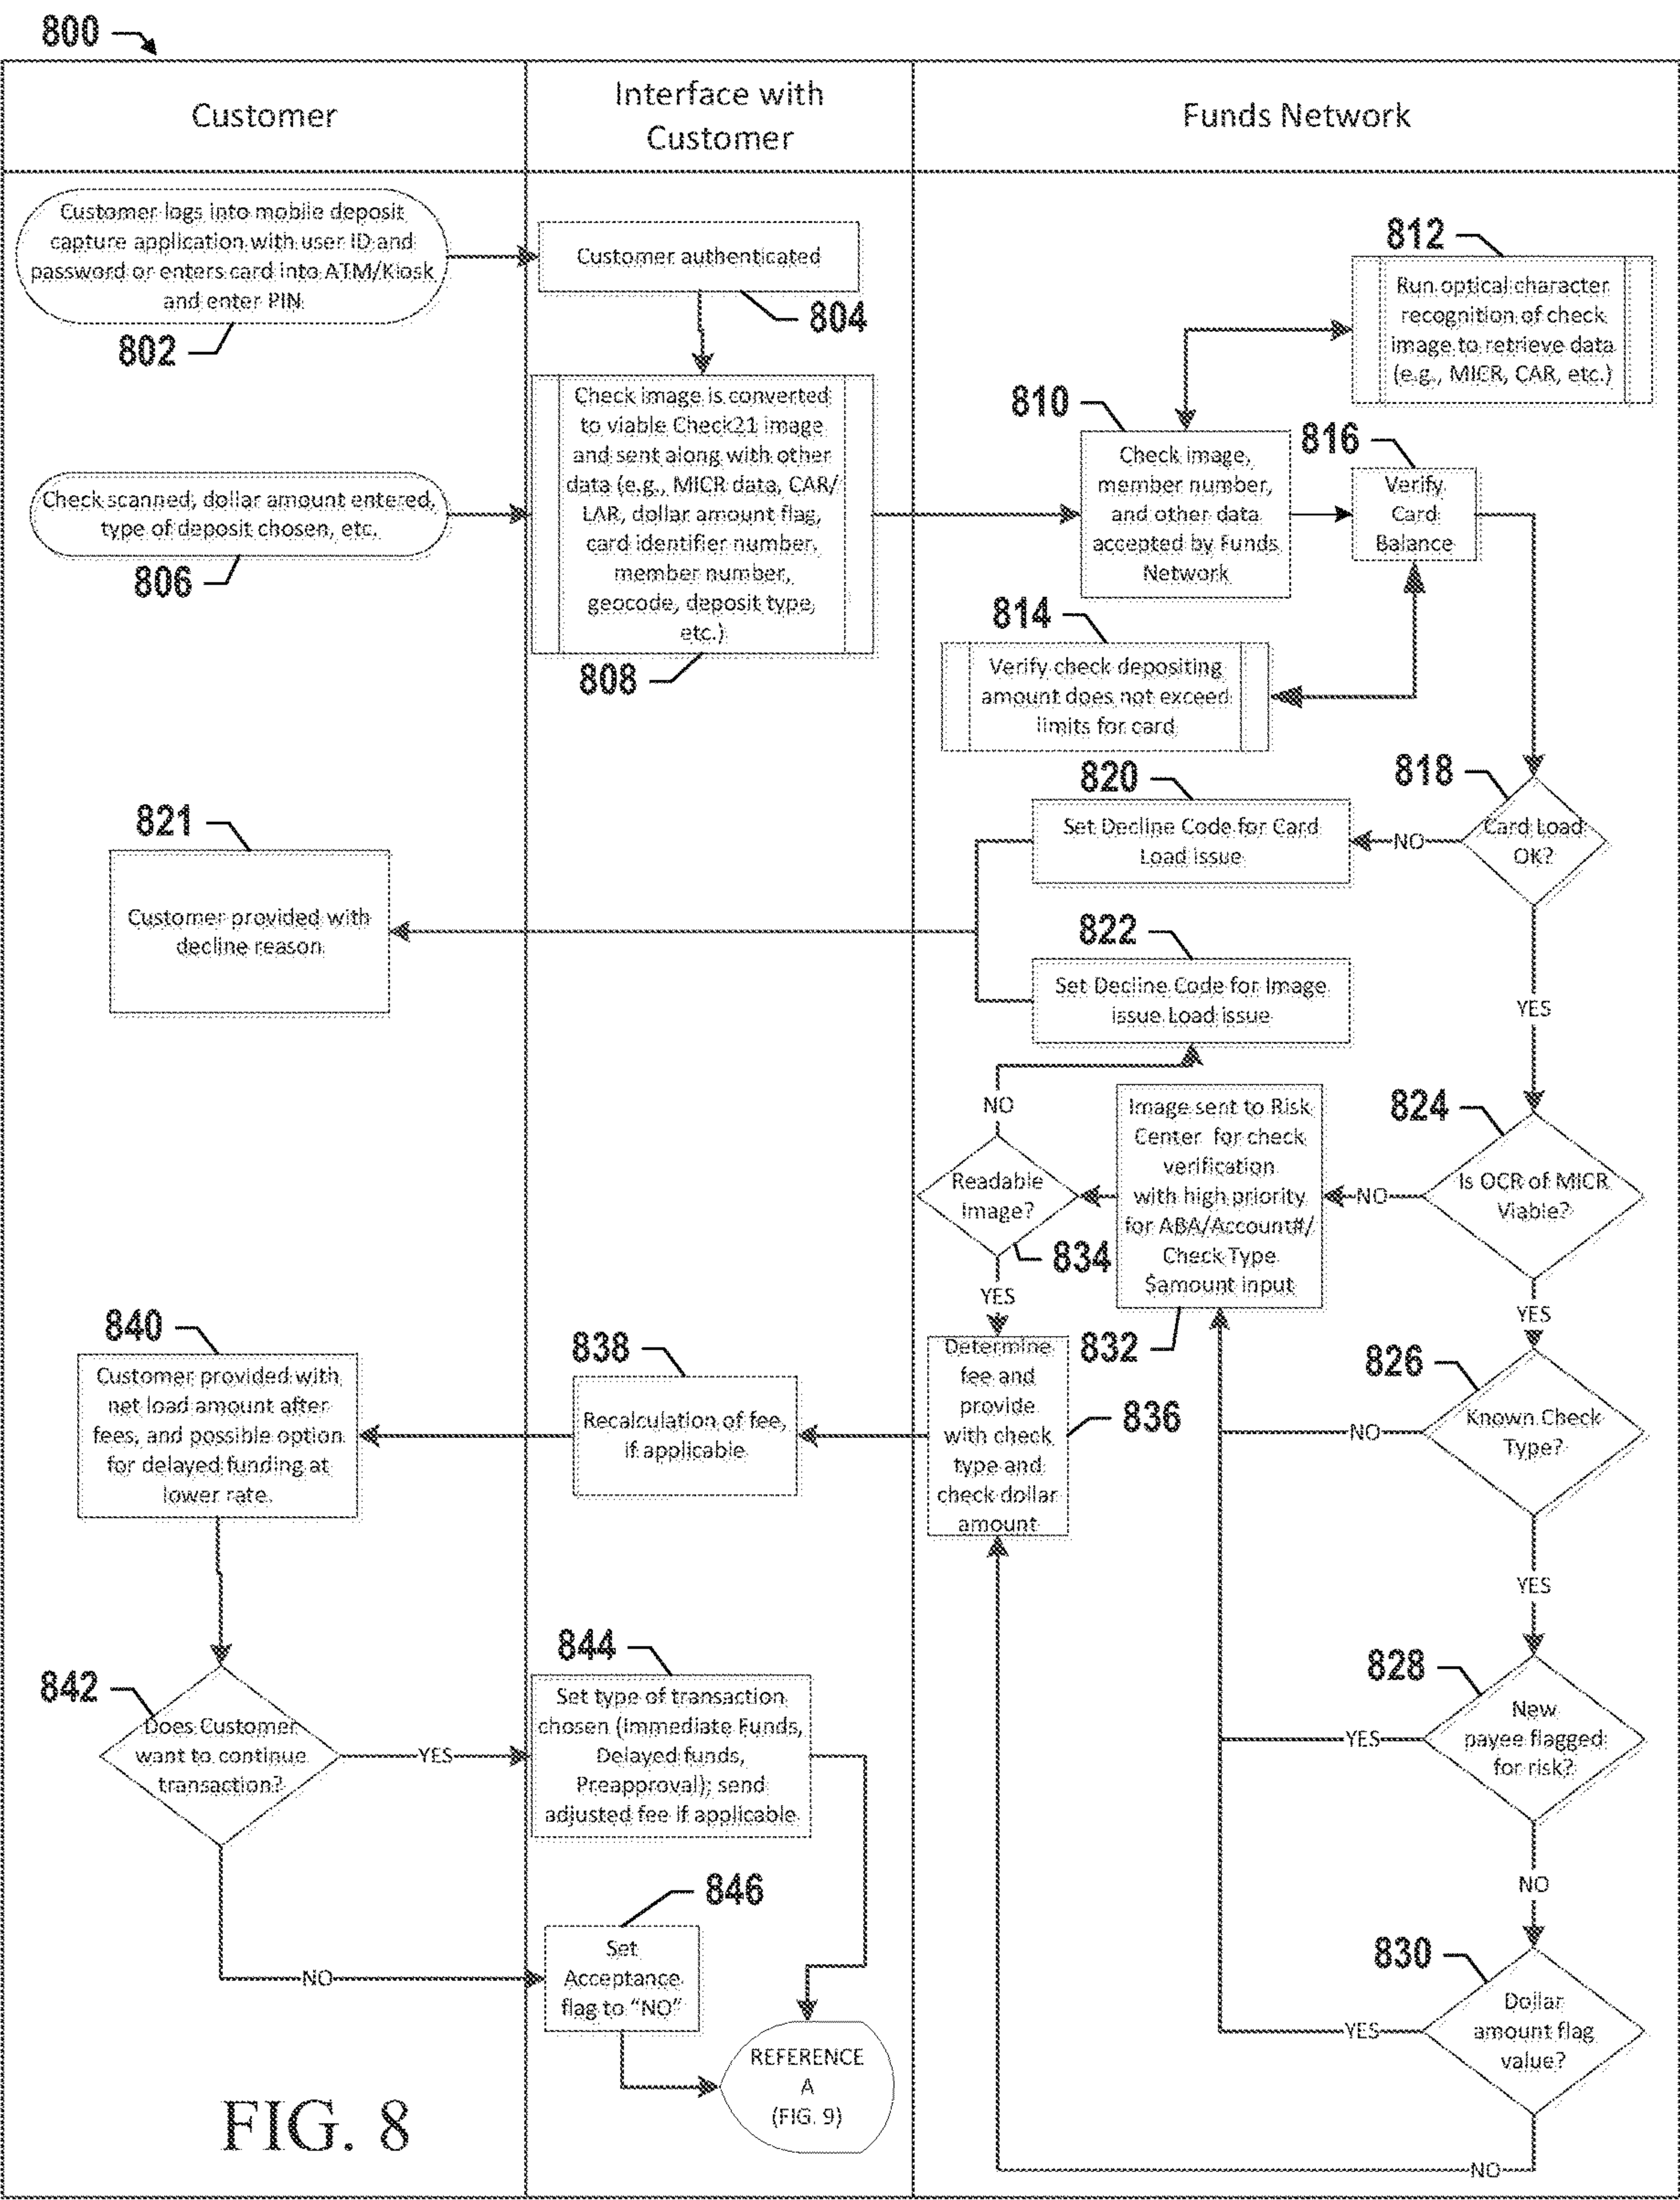 800
Customer
Interface with
Customer
Funds Network
Customer logs into mobile deposit
capture application with user ID and
password or enters card into ATM/Kiosk
and enter PIN
802
Customer authenticated
804
812
Run optical character
recognition of check
image to retrieve data
(e.g., MICR, CAR, etc.)
Check scanned, dollar amount entered,
type of deposit chosen, etc.
806
Check image is converted
to viable Check21 image
and sent along with other
data (e.g., MICR data, CAR/
LAR, dollar amount flag,
card identifier number,
member number,
geocode, deposit type,
etc.)
808
810
Check image,
member number,
and other data
accepted by Funds
Network
816
Verify
Card
Balance
814
Verify check depositing
amount does not exceed
limits for card
818
Card Load
OK?
NO
820
Set Decline Code for Card
Load issue
821
Customer provided with
decline reason
822
Set Decline Code for Image
issue Load issue
YES
824
Is OCR of MICR
Viable?
NO
Image sent to Risk
Center for check
verification
with high priority
for ABA/Account#/
Check Type
$amount input
832
NO
Readable
Image?
834
YES
YES
826
Known Check
Type?
NO
Determine
fee and
provide
with check
type and
check dollar
amount
836
838
Recalculation of fee,
if applicable
840
Customer provided with
net load amount after
fees, and possible option
for delayed funding at
lower rate.
YES
828
New
payee flagged
for risk?
YES
842
Does Customer
want to continue
transaction?
YES
844
Set type of transaction
chosen (Immediate Funds,
Delayed funds,
Preapproval); send
adjusted fee if applicable
NO
846
Set
Acceptance
flag to "NO"
NO
830
Dollar
amount flag
value?
YES
NO
REFERENCE
A
(FIG. 9)
FIG. 8